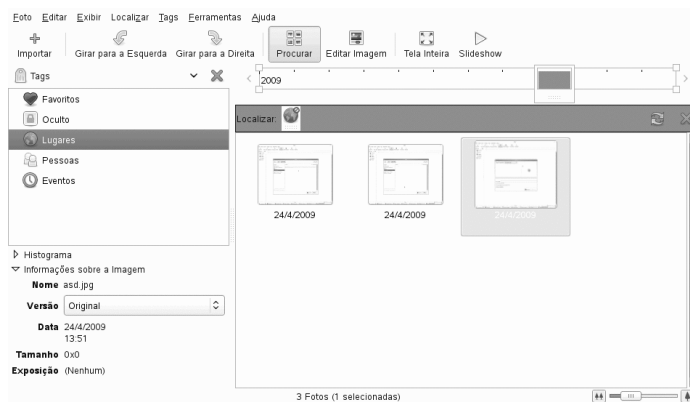 Foto Editar Exibir Localizar Tags Ferramentas Ajuda
Importar Girar para a Esquerda Girar para a Direita Procurar Editar Imagem Tela Inteira Slideshow
Tags
2009
Favoritos
Oculto
Lugares
Pessoas
Eventos
Localizar:
24/4/2009 24/4/2009 24/4/2009
Histograma
Informações sobre a Imagem
Nome asd.jpg
Versão Original
Data 24/4/2009
13:51
Tamanho 0x0
Exposição (Nenhum)
3 Fotos (1 selecionadas)